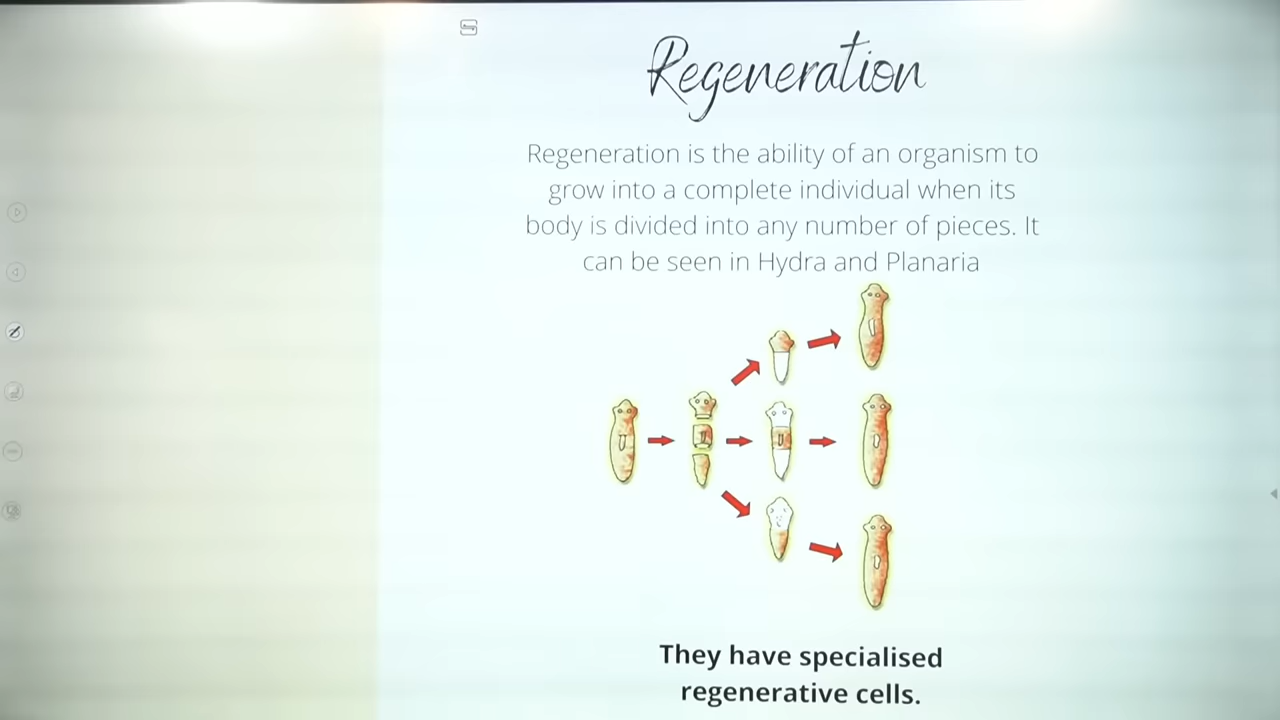 Regeneration
Regeneration is the ability of an organism to
grow into a complete individual when its
body is divided into any number of pieces. It
can be seen in Hydra and Planaria
They have specialised
regenerative cells.